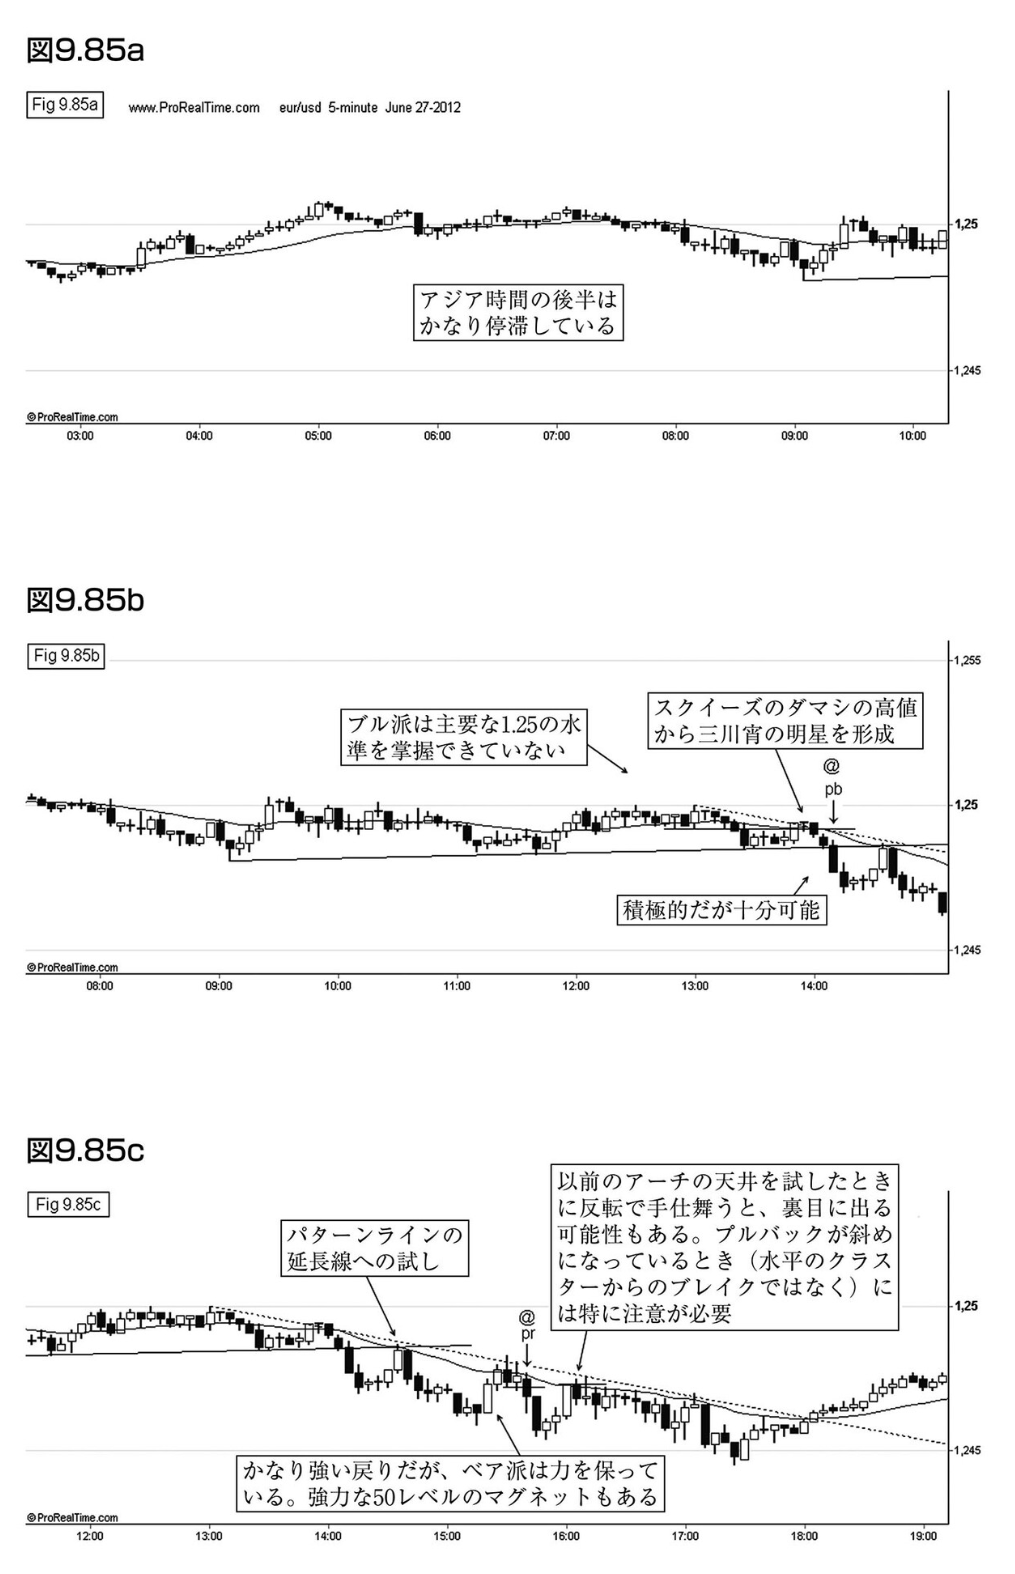 図9.85a
Fig 9.85a www.ProRealTime.com eur/usd 5-minute June 27-2012
1,25
アジア時間の後半は
かなり停滞している
1,245
©ProRealTime.com
03:00 04:00 05:00 06:00 07:00 08:00 09:00 10:00
図9.85b
Fig 9.85b
1,255
ブル派は主要な1.25の水
準を掌握できていない
スクイーズのダマシの高値
から三川宵の明星を形成
@
pb
1,25
積極的だが十分可能
1,245
©ProRealTime.com
08:00 09:00 10:00 11:00 12:00 13:00 14:00
図9.85c
Fig 9.85c
パターンラインの
延長線への試し
以前のアーチの天井を試したとき
に反転で手仕舞うと、裏目に出る
可能性もある。プルバックが斜め
になっているとき（水平のクラス
ターからのブレイクではなく）に
は特に注意が必要
@
pr
1,25
1,245
かなり強い戻りだが、ベア派は力を保って
いる。強力な50レベルのマグネットもある
©ProRealTime.com
12:00 13:00 14:00 15:00 16:00 17:00 18:00 19:00